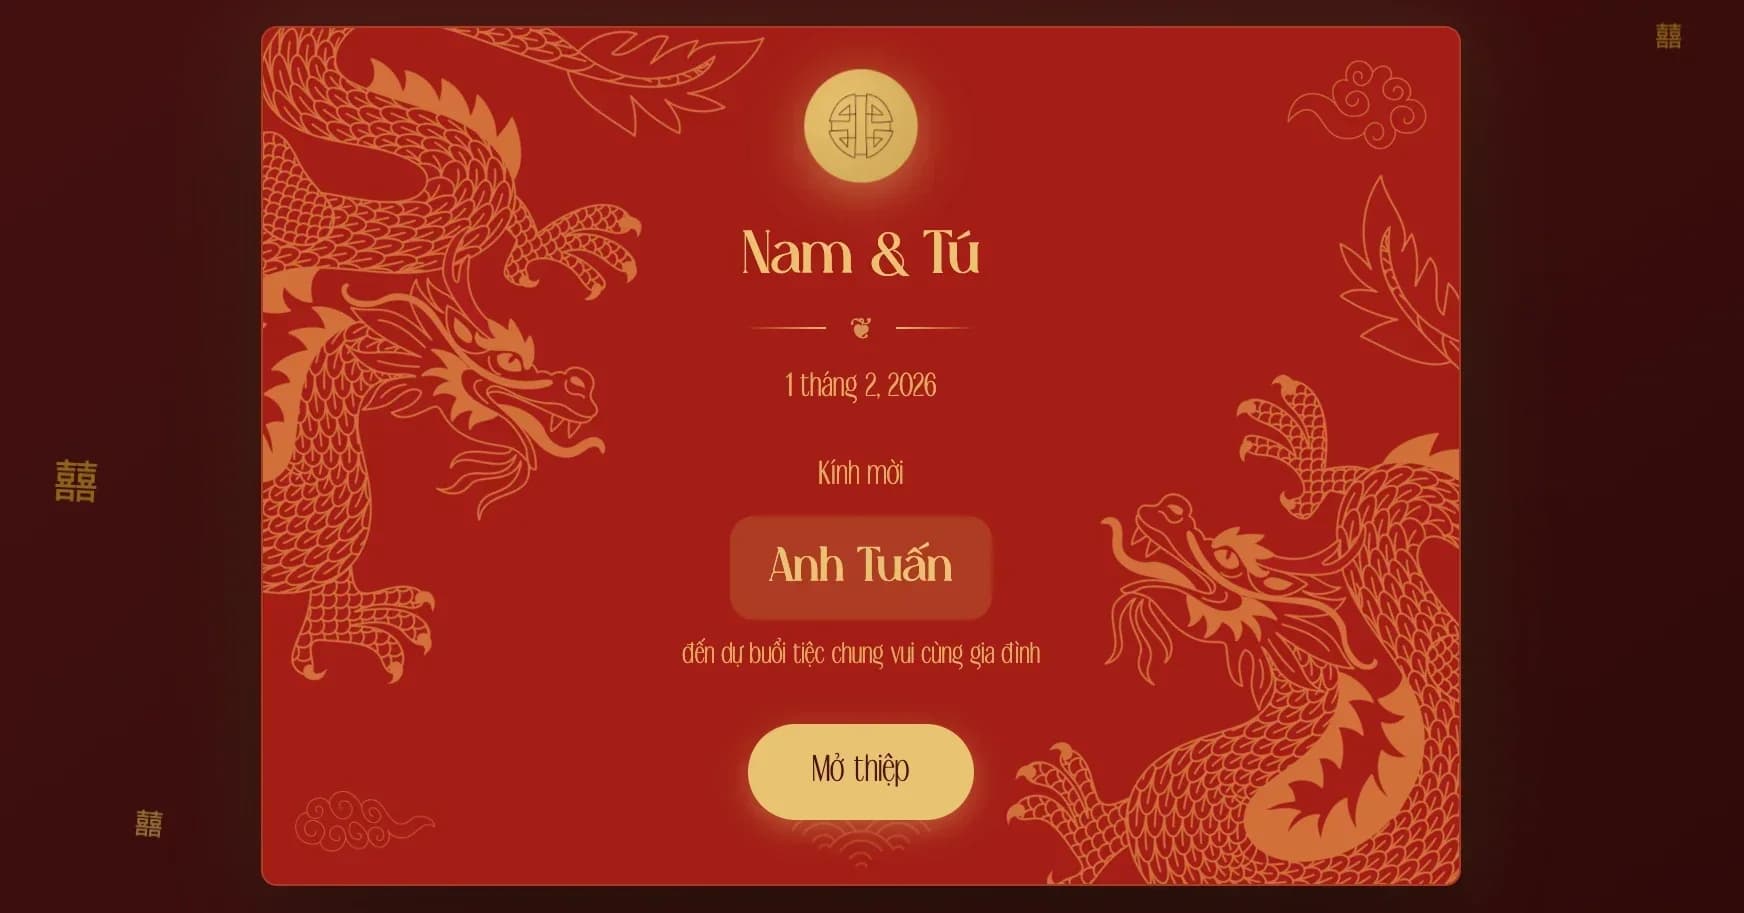 囍
Nam & Tú
1 tháng 2, 2026
Kính mời
囍
Anh Tuấn
đến dự buổi tiệc chung vui cùng gia đình
Mở thiệp
囍